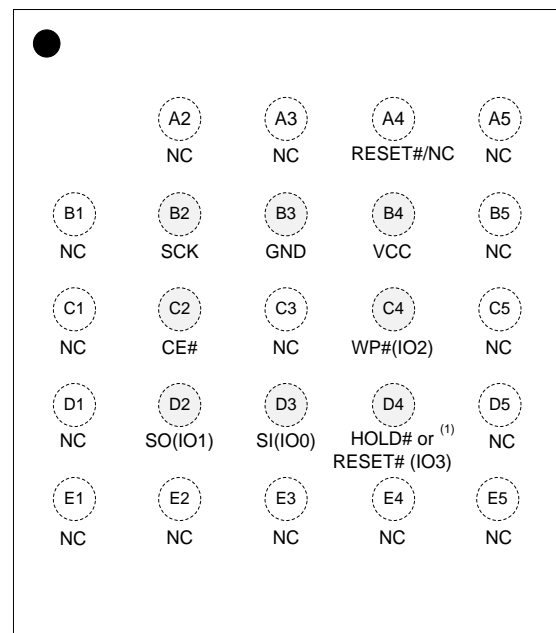 A2 A3 A4 A5
NC NC RESET#/NC NC
B1 B2 B3 B4 B5
NC SCK GND VCC NC
C1 C2 C3 C4 C5
NC CE# NC WP#(IO2) NC
D1 D2 D3 D4 D5
NC SO(IO1) SI(IO0) HOLD# or (1) NC
RESET# (IO3)
E1 E2 E3 E4 E5
NC NC NC NC NC